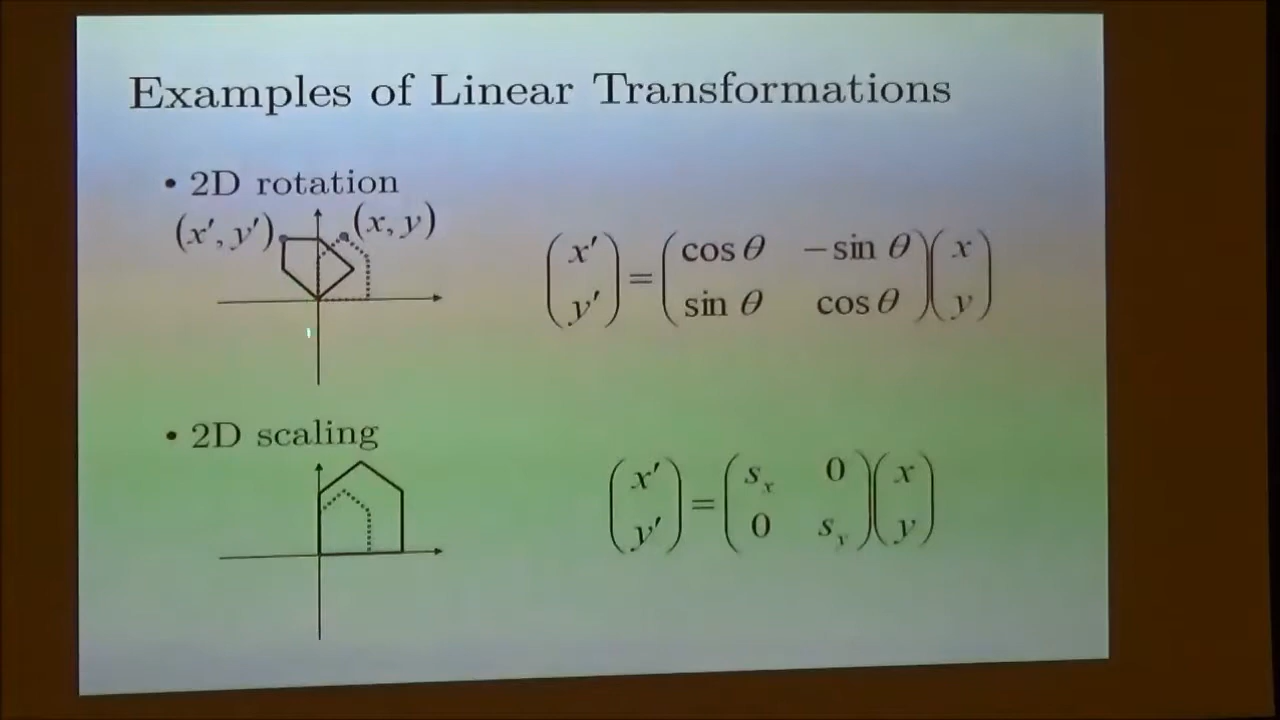 Examples of Linear Transformations
• 2D rotation
(x′, y′) (x, y)
(x′ y′) = (cos θ −sin θ sin θ cos θ)(x y)
• 2D scaling
(x′ y′) = (s_x 0 0 s_y)(x y)